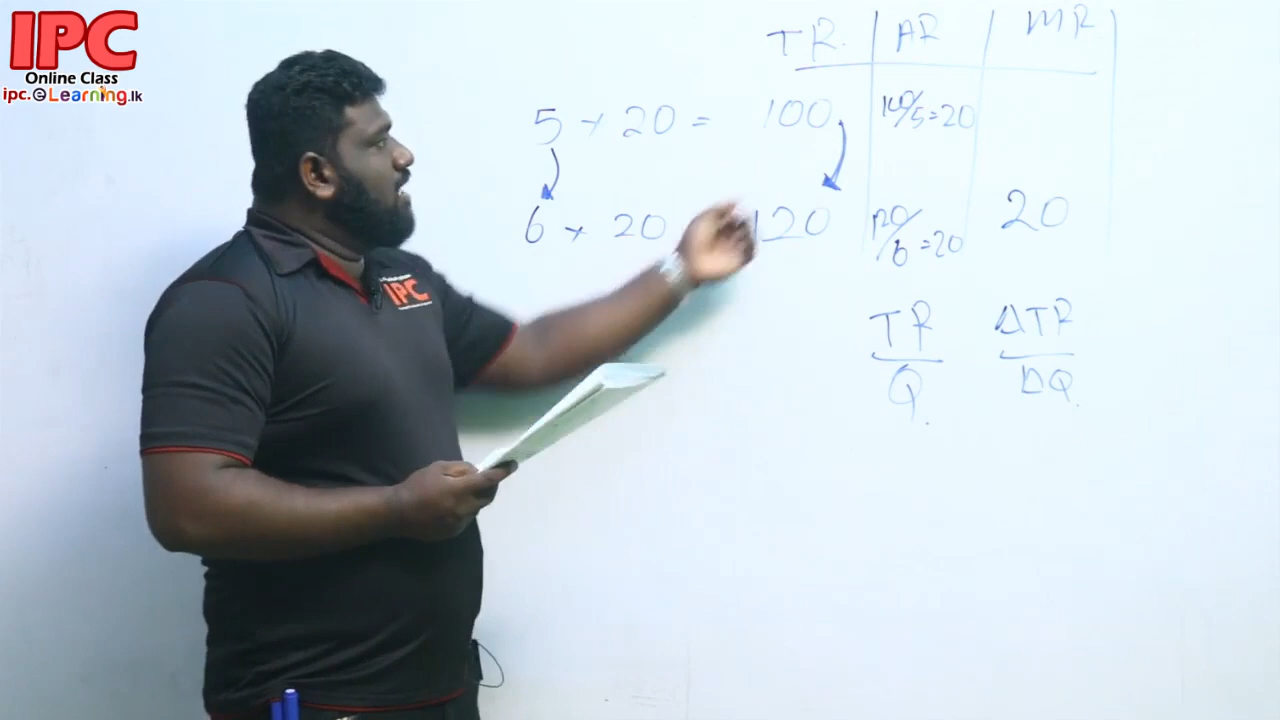 IPC
Online Class
ipc.eLearning.lk
TR. AR MR
5 × 20 = 100 100/5=20
6 × 20 120 120/6=20 20
IPC
TR ΔTR
Q. ΔQ.